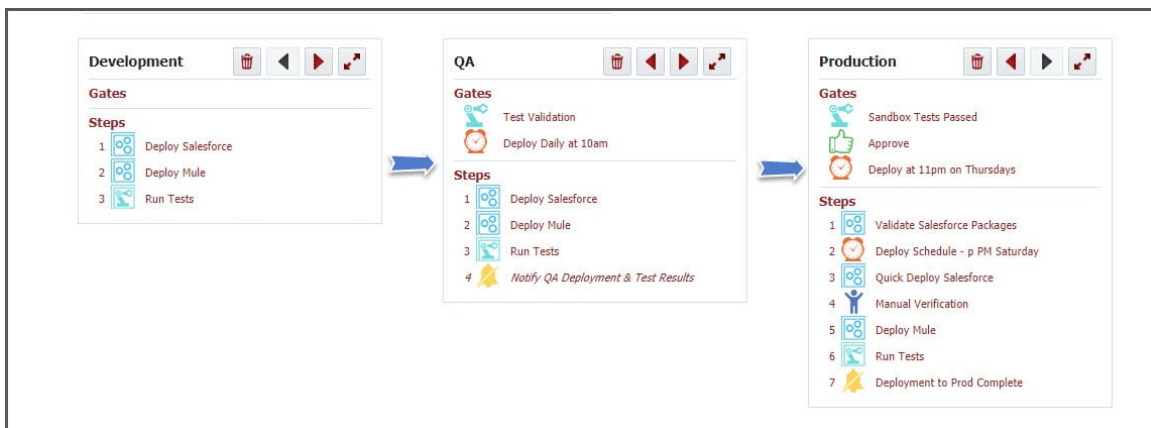 Development
Gates
Steps
1 Deploy Salesforce
2 Deploy Mule
3 Run Tests
QA
Gates
Test Validation
Deploy Daily at 10am
Steps
1 Deploy Salesforce
2 Deploy Mule
3 Run Tests
4 Notify QA Deployment & Test Results
Production
Gates
Sandbox Tests Passed
Approve
Deploy at 11pm on Thursdays
Steps
1 Validate Salesforce Packages
2 Deploy Schedule - p PM Saturday
3 Quick Deploy Salesforce
4 Manual Verification
5 Deploy Mule
6 Run Tests
7 Deployment to Prod Complete